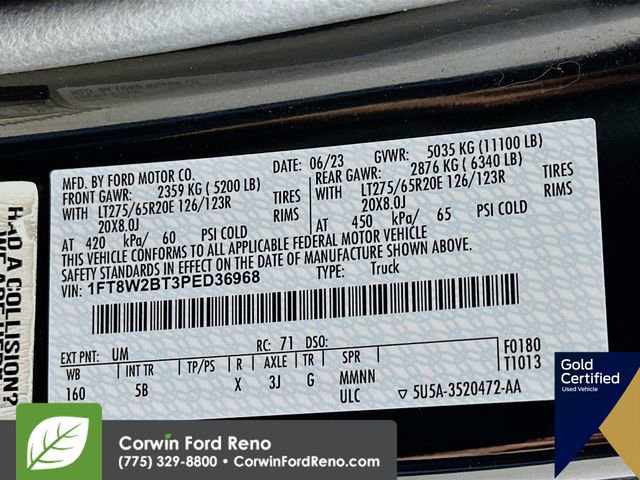 MFD. BY FORD MOTOR CO.
DATE: 06/23
GVWR: 5035 KG (11100 LB)
FRONT GAWR: 2359 KG ( 5200 LB)
REAR GAWR: 2876 KG ( 6340 LB)
WITH LT275/65R20E 126/123R TIRES
WITH LT275/65R20E 126/123R TIRES
20X8.0J RIMS
20X8.0J RIMS
AT 420 kPa/ 60 PSI COLD
AT 450 kPa/ 65 PSI COLD
THIS VEHICLE CONFORMS TO ALL APPLICABLE FEDERAL MOTOR VEHICLE
SAFETY STANDARDS IN EFFECT ON THE DATE OF MANUFACTURE SHOWN ABOVE.
VIN: 1FT8W2BT3PED36968
TYPE: Truck
EXT PNT: UM RC: 71 DSO:
WB INT TR TP/PS R AXLE TR SPR
160 5B X 3J G MMNN
ULC
F0180
T1013
5U5A-3520472-AA
HAD A COLLISION?
Gold
Certified
Used Vehicles
Corwin Ford Reno
(775) 329-8800 • CorwinFordReno.com